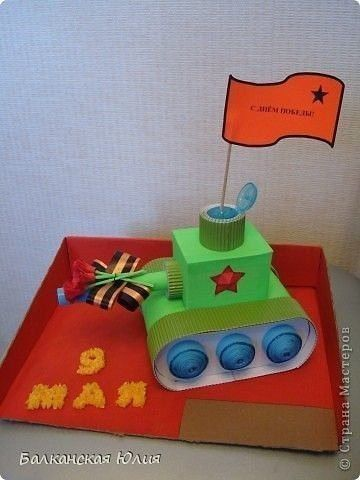 С ДНЁМ ПОБЕДЫ!
9
МАЯ
Балканская Юлия
© Страна Мастеров